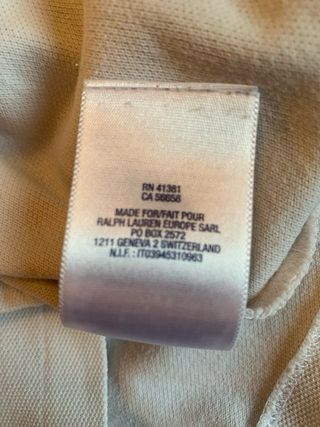 RN 41381
CA 56656
MADE FOR/FAIT POUR
RALPH LAUREN EUROPE SARL
PO BOX 2572
1211 GENEVA 2 SWITZERLAND
N.I.F. : IT03945310963